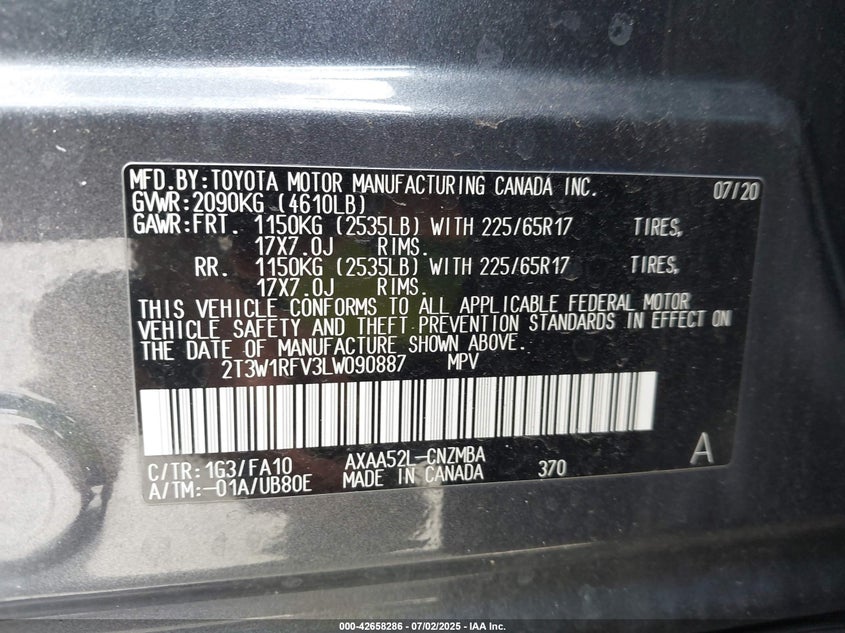 MFD.BY:TOYOTA MOTOR MANUFACTURING CANADA INC. 07/20
GVWR:2090KG (4610LB)
GAWR:FRT. 1150KG (2535LB) WITH 225/65R17 TIRES,
17X7.0J RIMS.
RR. 1150KG (2535LB) WITH 225/65R17 TIRES,
17X7.0J RIMS.
THIS VEHICLE CONFORMS TO ALL APPLICABLE FEDERAL MOTOR
VEHICLE SAFETY AND THEFT PREVENTION STANDARDS IN EFFECT ON
THE DATE OF MANUFACTURE SHOWN ABOVE.
2T3W1RFV3LW090887 MPV
C/TR:1G3/FA10 AXAA52L-CNZMBA A
A/TM:-01A/UB80E MADE IN CANADA 370
000-42658286 - 07/02/2025 - IAA Inc.